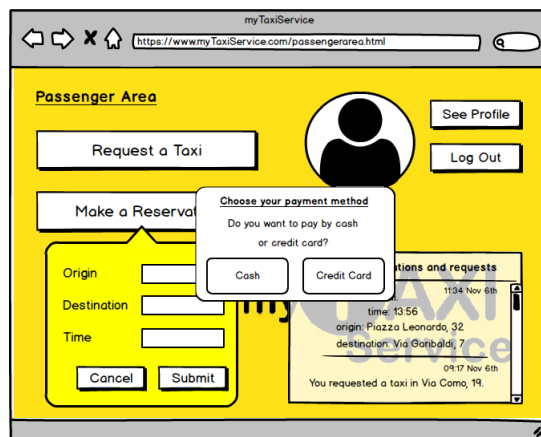 myTaxiService
https://www.myTaxiService.com/passengerarea.html
Passenger Area
See Profile
Request a Taxi
Log Out
Choose your payment method
Make a
Do you want to pay by cash
or credit card?
Cash
Credit Card
and requests
Origin
11:34 Nov 6th
Destination
time: 13:56
my TAXI
origin: Piazza Leonardo, 32
Time
destination: Via Garibaldi, 7
Service
09:17 Nov 6th
Cancel
Submit
You requested a taxi in Via Como, 19.